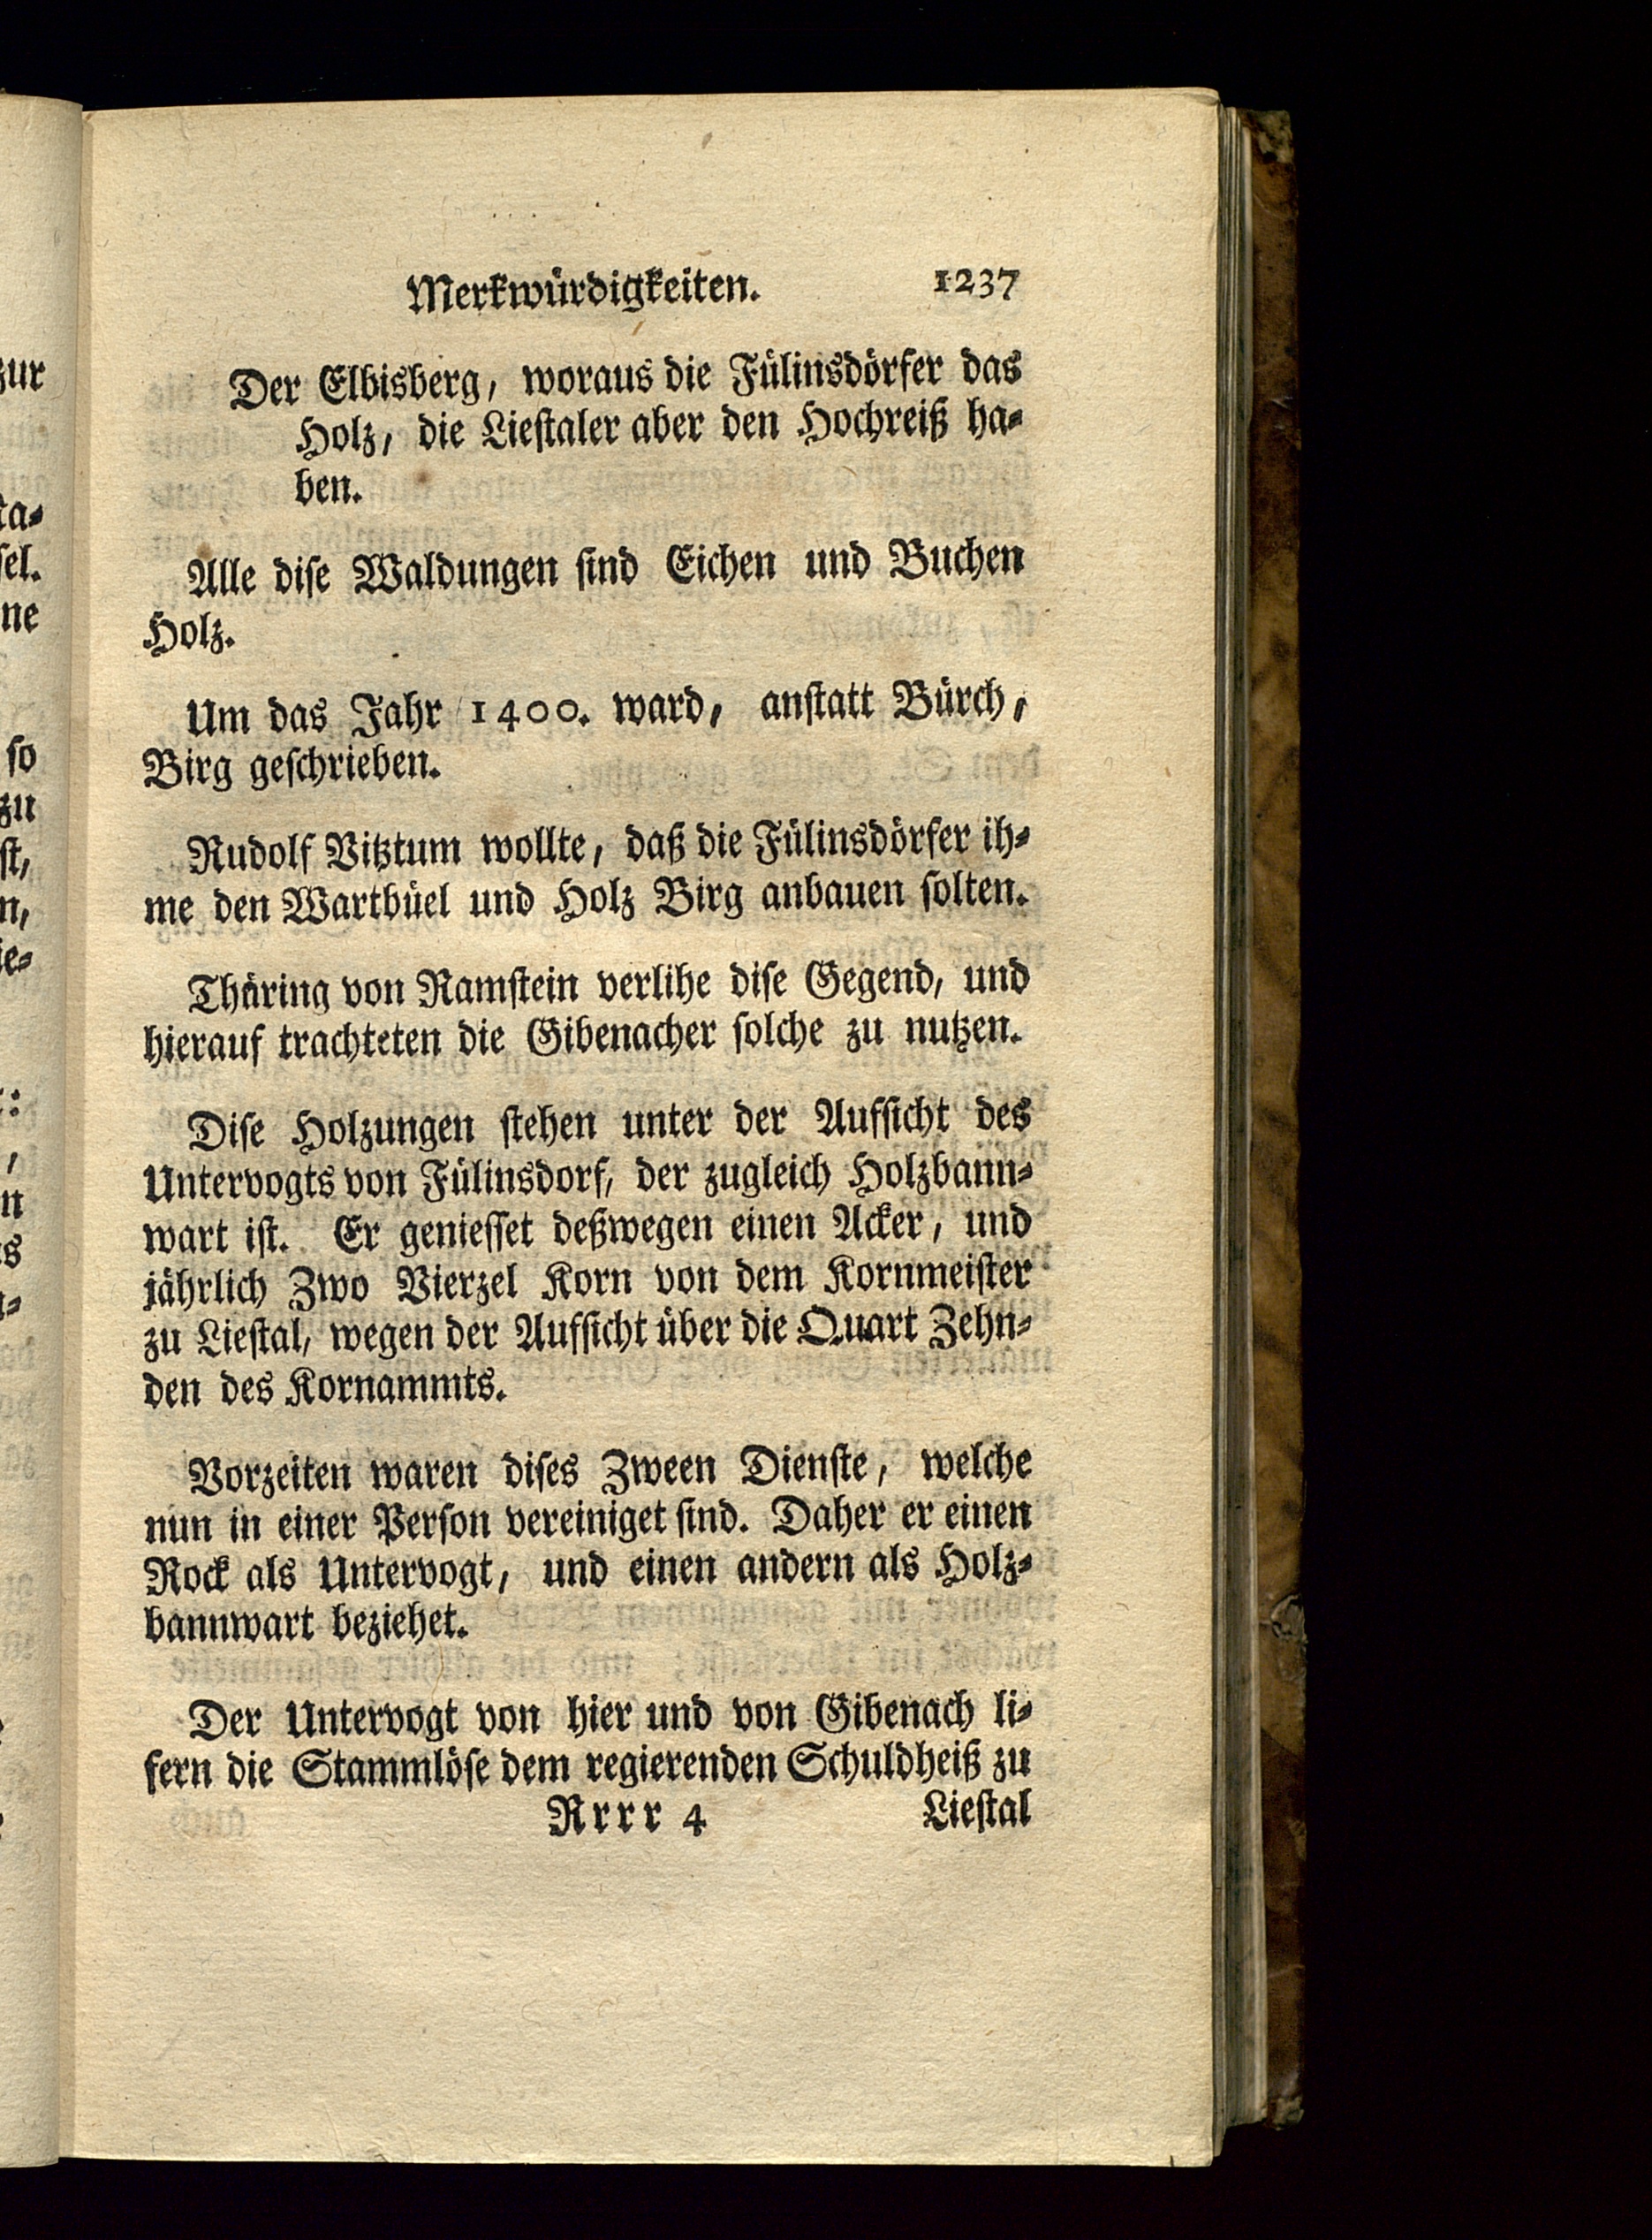 Merkwürdigkeiten. 1237
Der Elbisberg, woraus die Fülinsdörfer das
Holz, die Liestaler aber den Hochreiß ha⸗
ben.
Alle dise Waldungen sind Eichen und Buchen
Holz.
Um das Jahr 1400. ward, anstatt Bürch,
Birg geschrieben.
Rudolf Vitztum wollte, daß die Fülinsdörfer ih⸗
me den Wartbüel und Holz Birg anbauen solten.
Thüring von Ramstein verlihe dise Gegend, und
hierauf trachteten die Gibenacher solche zu nutzen.
Dise Holzungen stehen unter der Aufsicht des
Untervogts von Fülinsdorf, der zugleich Holzbann⸗
wart ist. Er geniesset deßwegen einen Acker, und
jährlich Zwo Vierzel Korn von dem Kornmeister
zu Liestal, wegen der Aufsicht über die Quart Zehn⸗
den des Kornammts.
Vorzeiten waren dises Zween Dienste, welche
nun in einer Person vereiniget sind. Daher er einen
Rock als Untervogt, und einen andern als Holz⸗
bannwart beziehet.
Der Untervogt von hier und von Gibenach li⸗
fern die Stammlöse dem regierenden Schuldheiß zu
Rrrr 4 Liestal